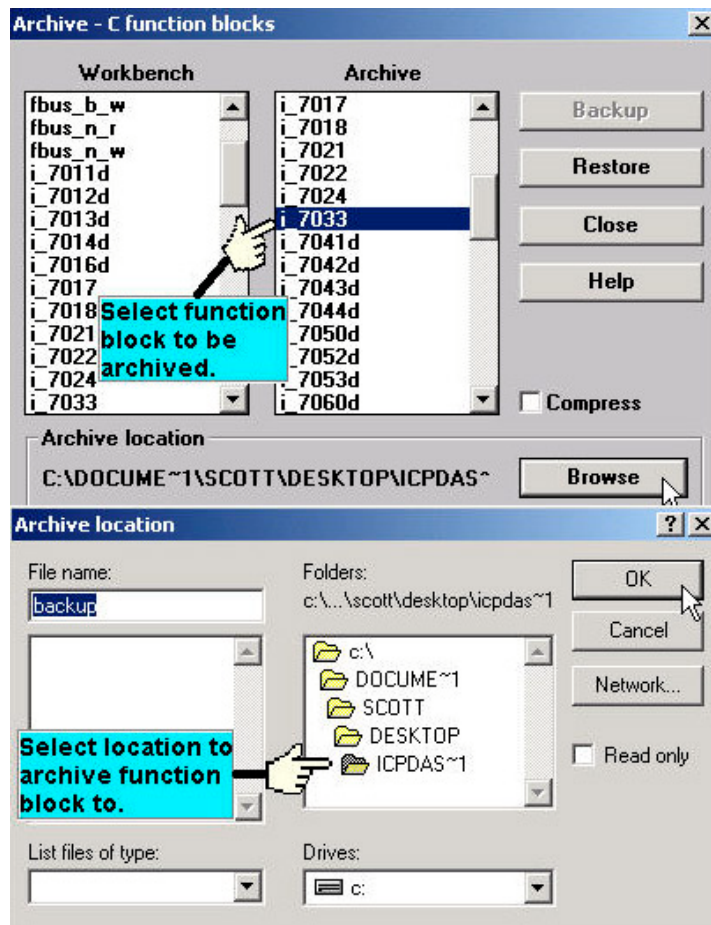 Archive - C function blocks
Workbench
Archive
fbus_b_w
fbus_n_r
fbus_n_w
i_7011d
i_7012d
i_7013d
i_7014d
i_7016d
i_7017
i_7018
i_7021
i_7022
i_7024
i_7033
i_7017
i_7018
i_7021
i_7022
i_7024
i_7033
i_7041d
i_7042d
i_7043d
_7044d
_7050d
_7052d
i_7053d
i_7060d
Select function
block to be
archived.
Backup
Restore
Close
Help
Compress
Archive location
C:\DOCUME~1\SCOTT\DESKTOP\ICPDAS~
Browse
Archive location
File name:
backup
Folders:
c:\...\scott\desktop\icpdas~1
c:\
DOCUME~1
SCOTT
DESKTOP
ICPDAS~1
Select location to
archive function
block to.
OK
Cancel
Network...
Read only
List files of type:
Drives:
c: